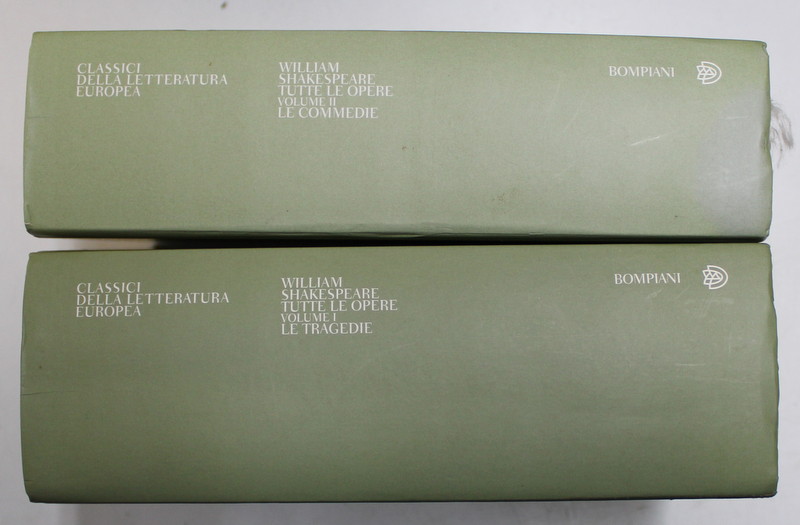 CLASSICI
DELLA LETTERATURA
EUROPEA
WILLIAM
SHAKESPEARE
TUTTE LE OPERE
VOLUME II
LE COMMEDIE
BOMPIANI
CLASSICI
DELLA LETTERATURA
EUROPEA
WILLIAM
SHAKESPEARE
TUTTE LE OPERE
VOLUME I
LE TRAGEDIE
BOMPIANI